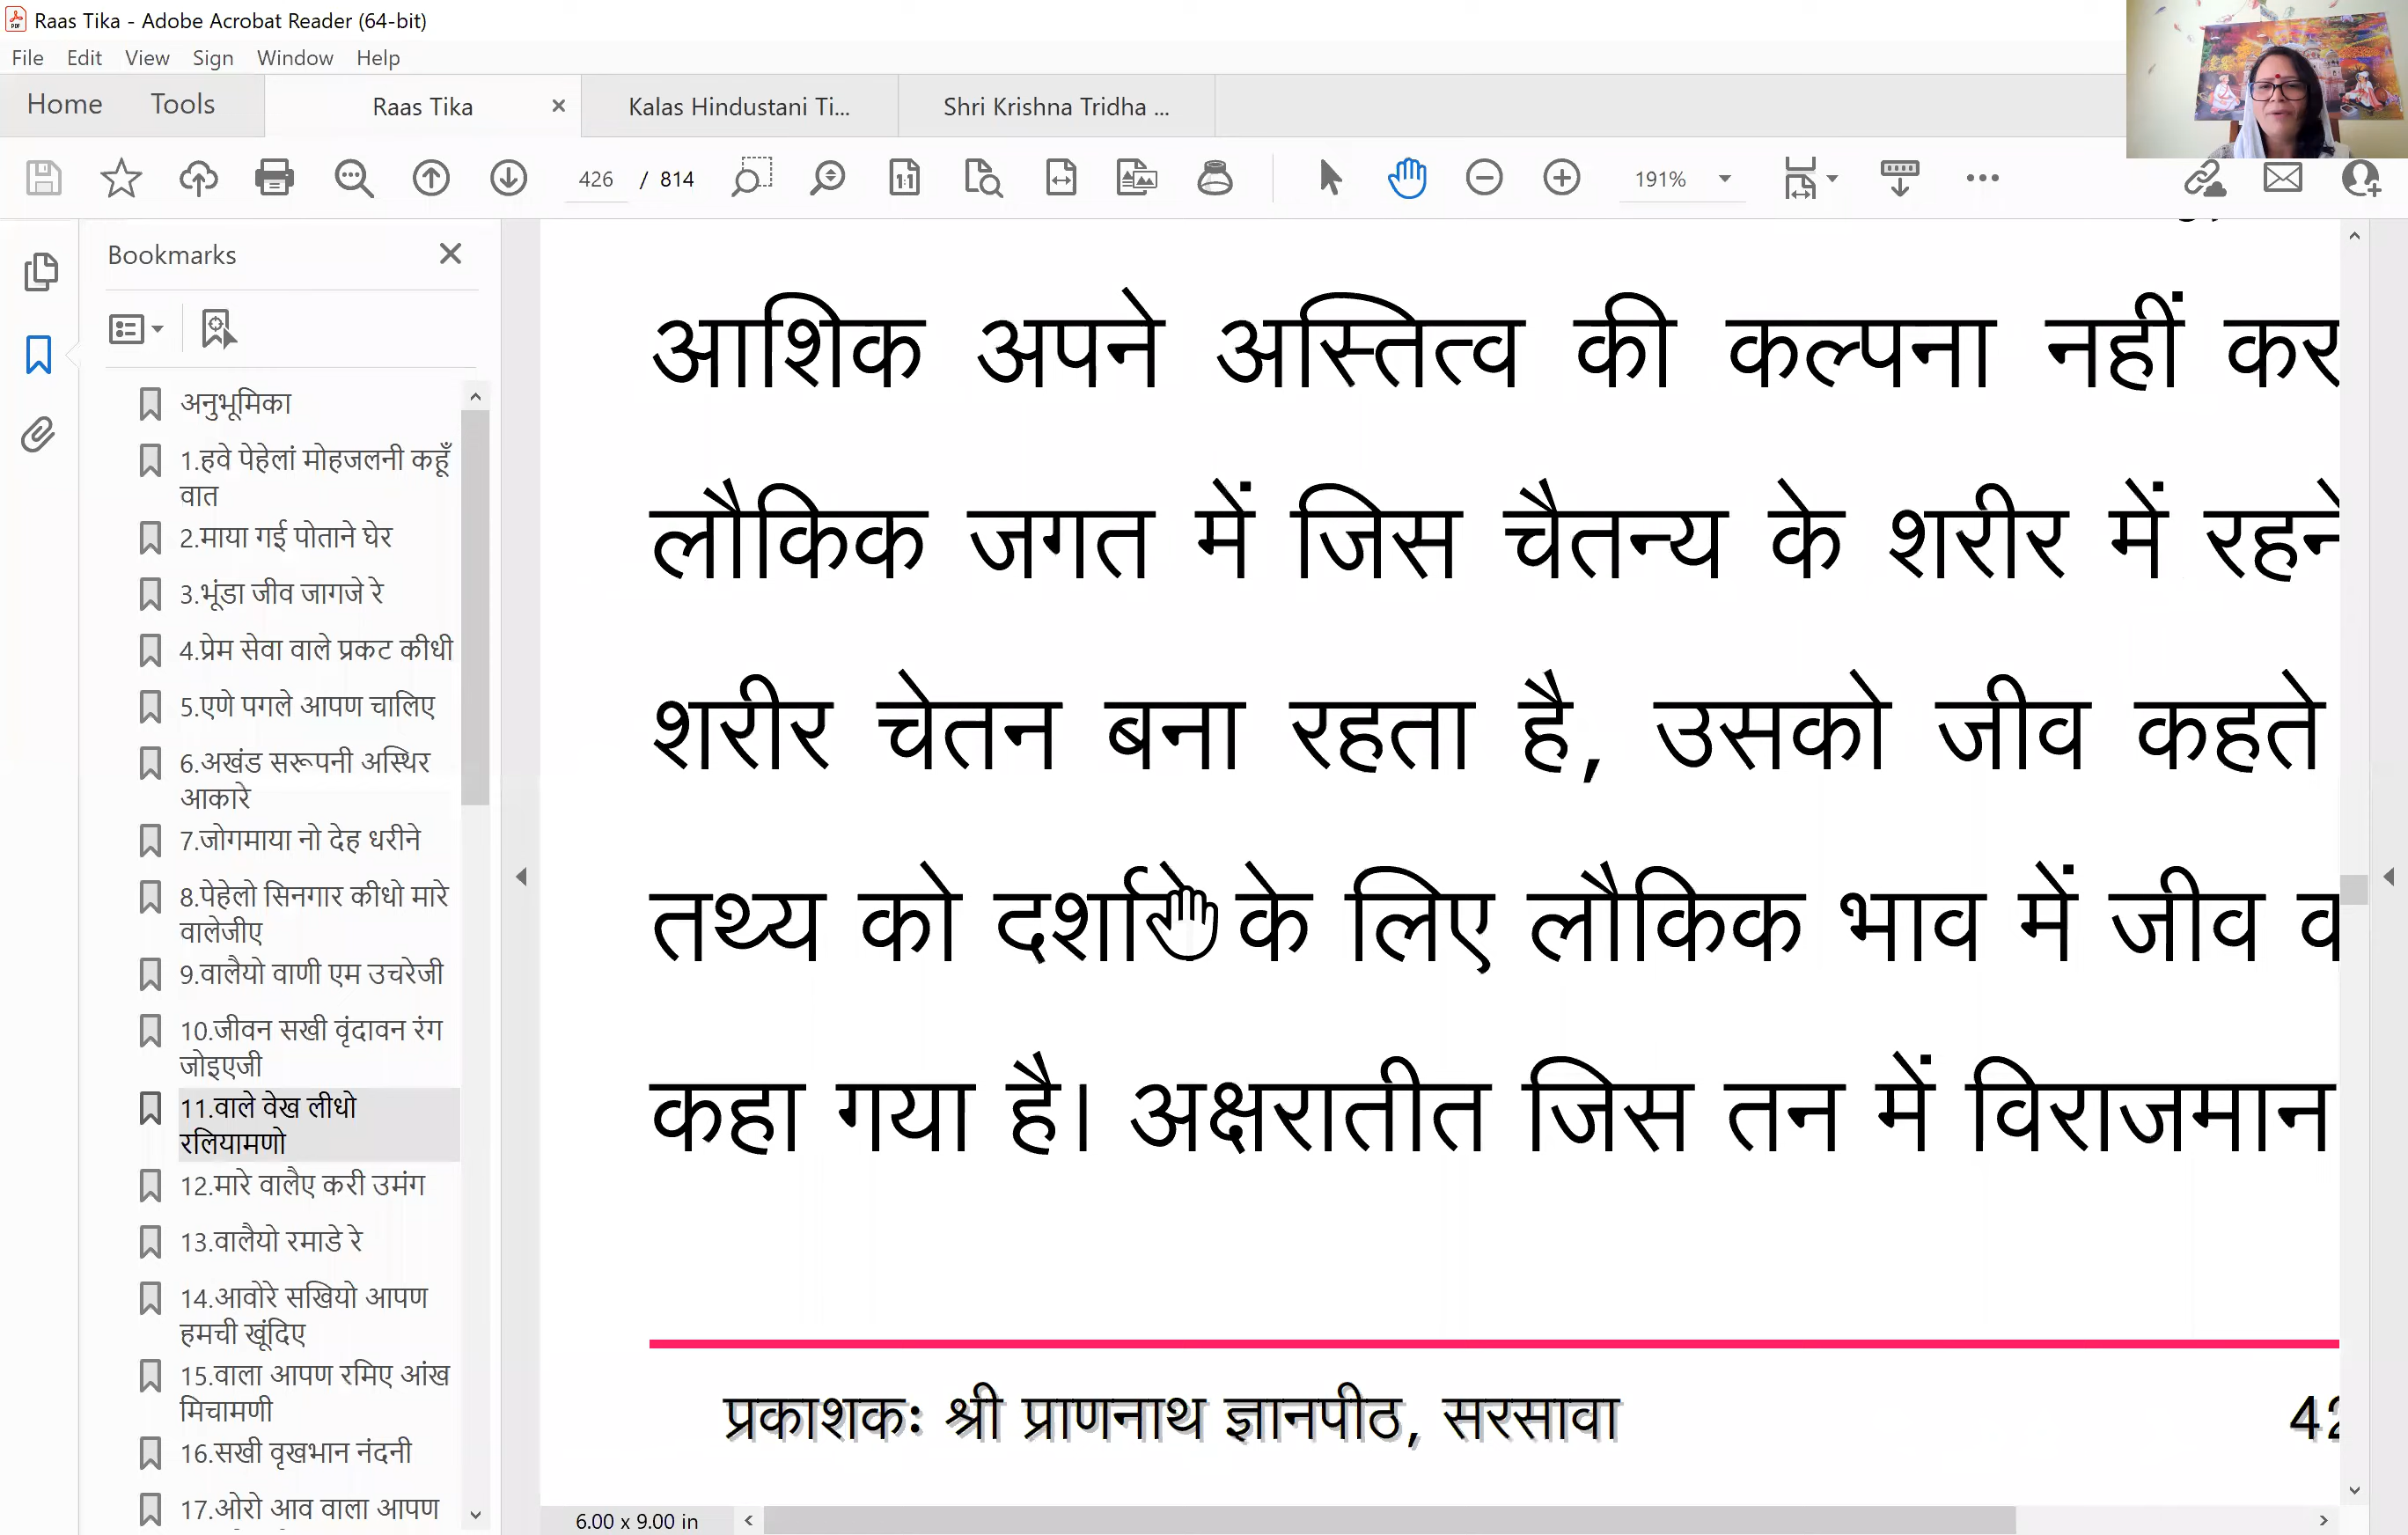 Raas Tika - Adobe Acrobat Reader (64-bit)
File Edit View Sign Window Help
Home Tools Raas Tika Kalas Hindustani Ti... Shri Krishna Tridha ...
426 / 814 191%
Bookmarks
अनुभूमिका
1.हवे पेहेलां मोहजलनी कहूँ
वात
2.माया गई पोताने घेर
3.भूंडा जीव जागजे रे
4.प्रेम सेवा वाले प्रकट कीधी
5.एणे पगले आपण चालिए
6.अखंड सरूपनी अस्थिर
आकारे
7.जोगमाया नो देह धरीने
8.पेहेलो सिनगार कीधो मारे
वालेजीए
9.वालैयो वाणी एम उचरेजी
10.जीवन सखी वृंदावन रंग
जोइएजी
11.वाले वेख लीधो
रलियामणो
12.मारे वालैए करी उमंग
13.वालैयो रमाडे रे
14.आवोरे सखियो आपण
हमची खूंदिए
15.वाला आपण रमिए आंख
मिचामणी
16.सखी वृखभान नंदनी
17.ओरो आव वाला आपण
आशिक अपने अस्तित्व की कल्पना नहीं कर
लौकिक जगत में जिस चैतन्य के शरीर में रहने
शरीर चेतन बना रहता है, उसको जीव कहते
तथ्य को के लिए लौकिक भाव में जीव
कहा गया है। अक्षरातीत जिस तन में विराजमान
प्रकाशकः श्री प्राणनाथ ज्ञानपीठ, सरसावा
6.00 x 9.00 in